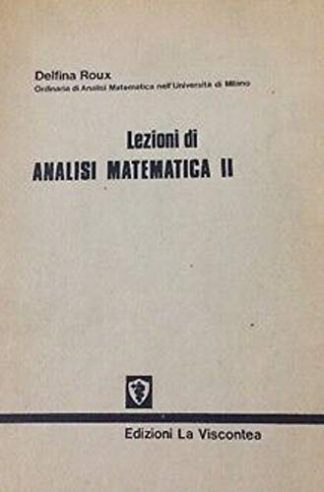 Delfina Roux
Ordinaria di Analisi Matematica nell'Università di Milano
Lezioni di
ANALISI MATEMATICA II
Edizioni La Viscontea